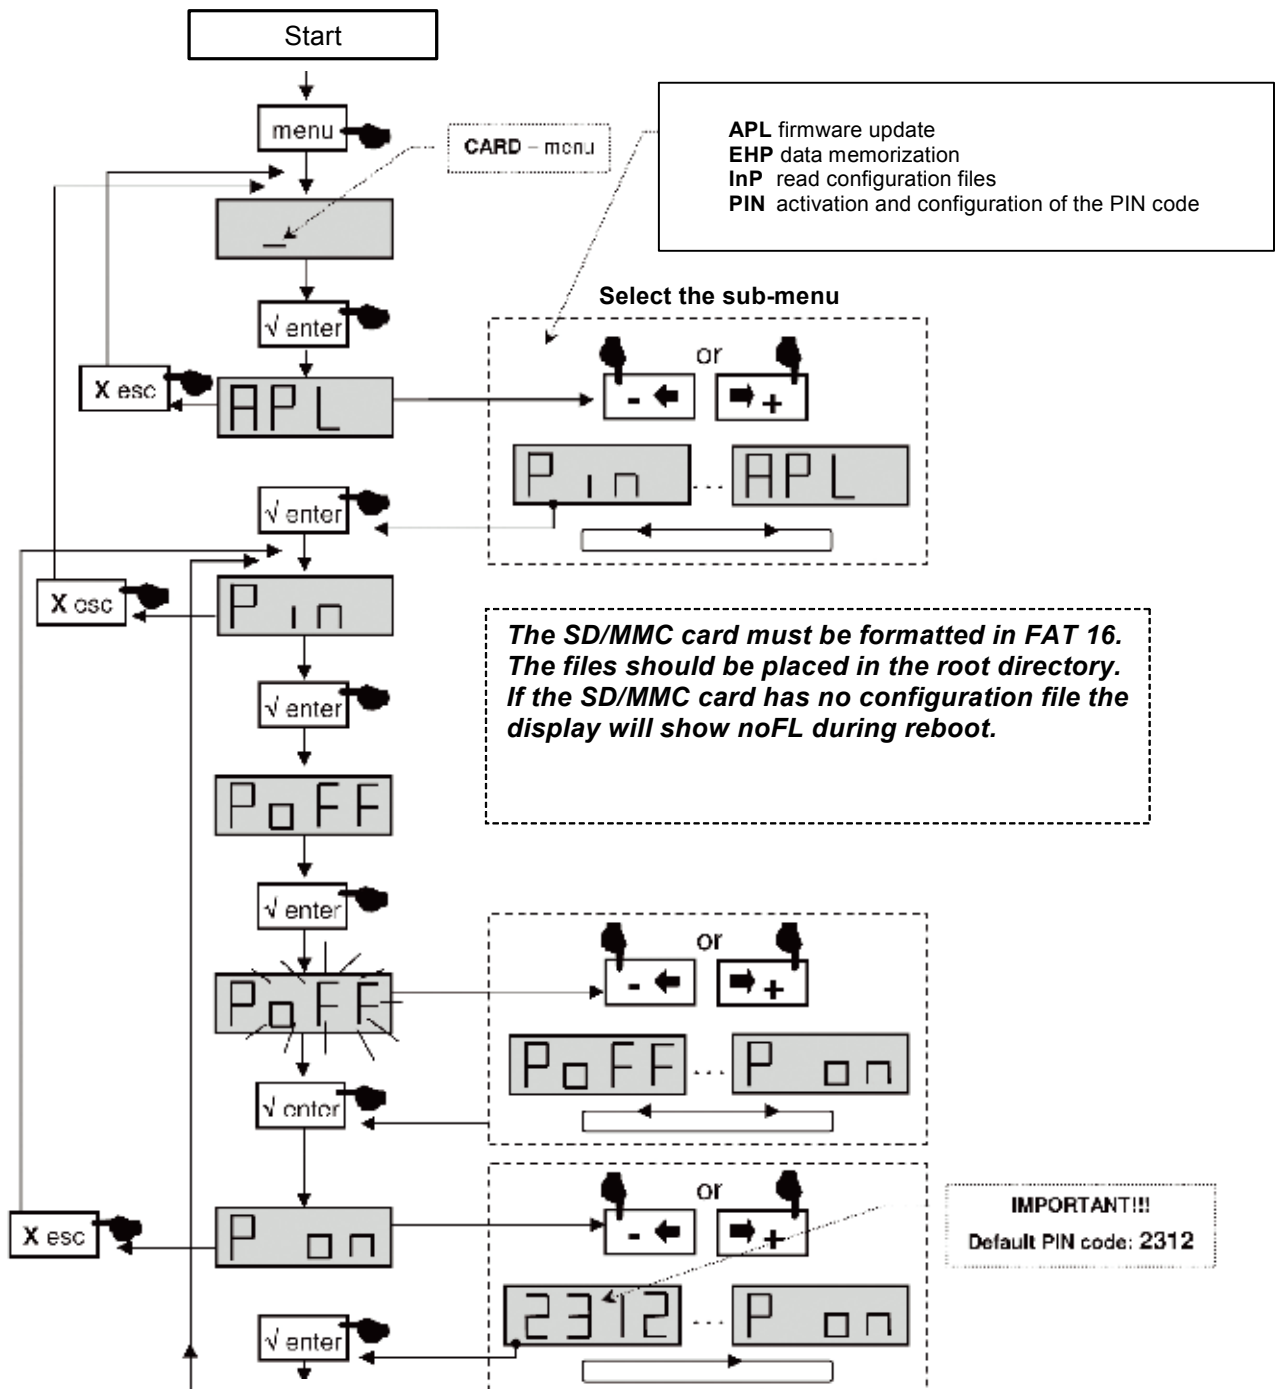 Start
menu
CARD – menu
APL firmware update
EHP data memorization
InP read configuration files
PIN activation and configuration of the PIN code
_
Select the sub-menu
√ enter
or
X esc
APL
- +
Pin ... APL
√ enter
X esc
Pin
The SD/MMC card must be formatted in FAT 16.
The files should be placed in the root directory.
If the SD/MMC card has no configuration file the
display will show noFL during reboot.
√ enter
PoFF
√ enter
or
PoFF
- +
PoFF ... P on
√ enter
or
IMPORTANT!!!
X esc
P on
- +
Default PIN code: 2312
2312 ... P on
√ enter